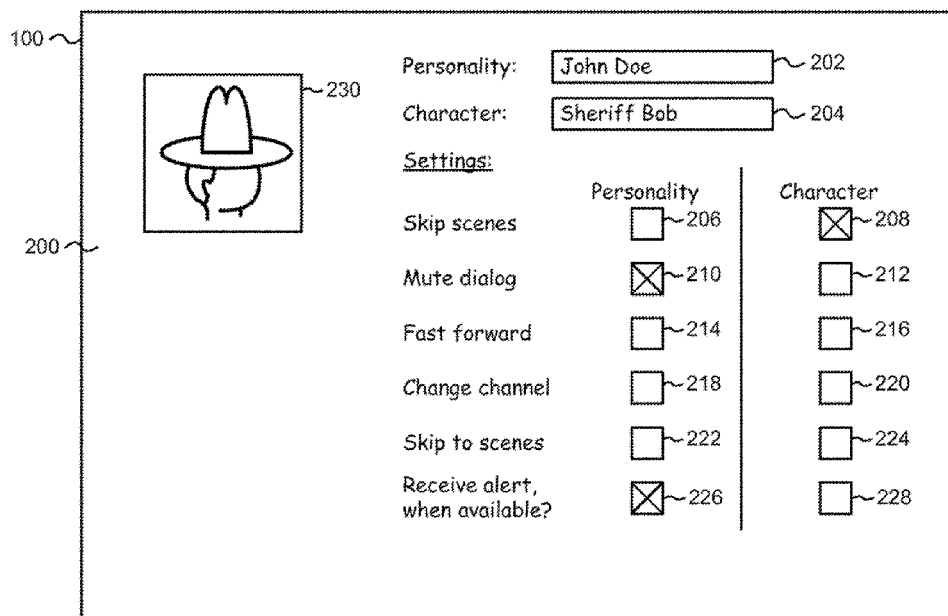 100
Personality: John Doe 202
230
Character: Sheriff Bob 204
Settings:
Personality Character
Skip scenes 206 208
200
Mute dialog 210 212
Fast forward 214 216
Change channel 218 220
Skip to scenes 222 224
Receive alert,
when available? 226 228